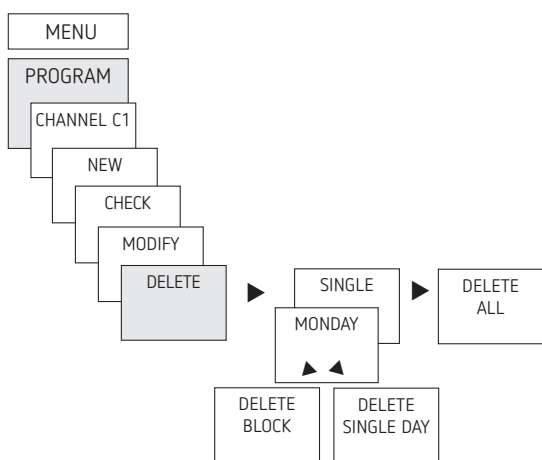 MENU
PROGRAM
CHANNEL C1
NEW
CHECK
MODIFY
DELETE
SINGLE
MONDAY
DELETE
ALL
DELETE
BLOCK
DELETE
SINGLE DAY